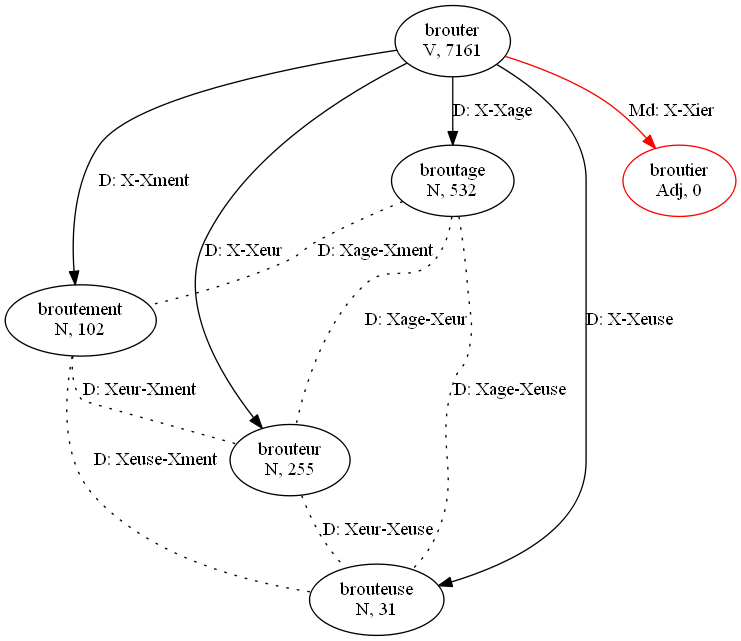 brouter
V, 7161
D: X-Xage
Md: X-Xier
broutage
N, 532
broutier
Adj, 0
D: X-Xment
D: X-Xeur
D: Xage-Xment
broutement
N, 102
D: Xage-Xeur
D: X-Xeuse
D: Xeur-Xment
D: Xage-Xeuse
brouteur
N, 255
D: Xeuse-Xment
D: Xeur-Xeuse
brouteuse
N, 31